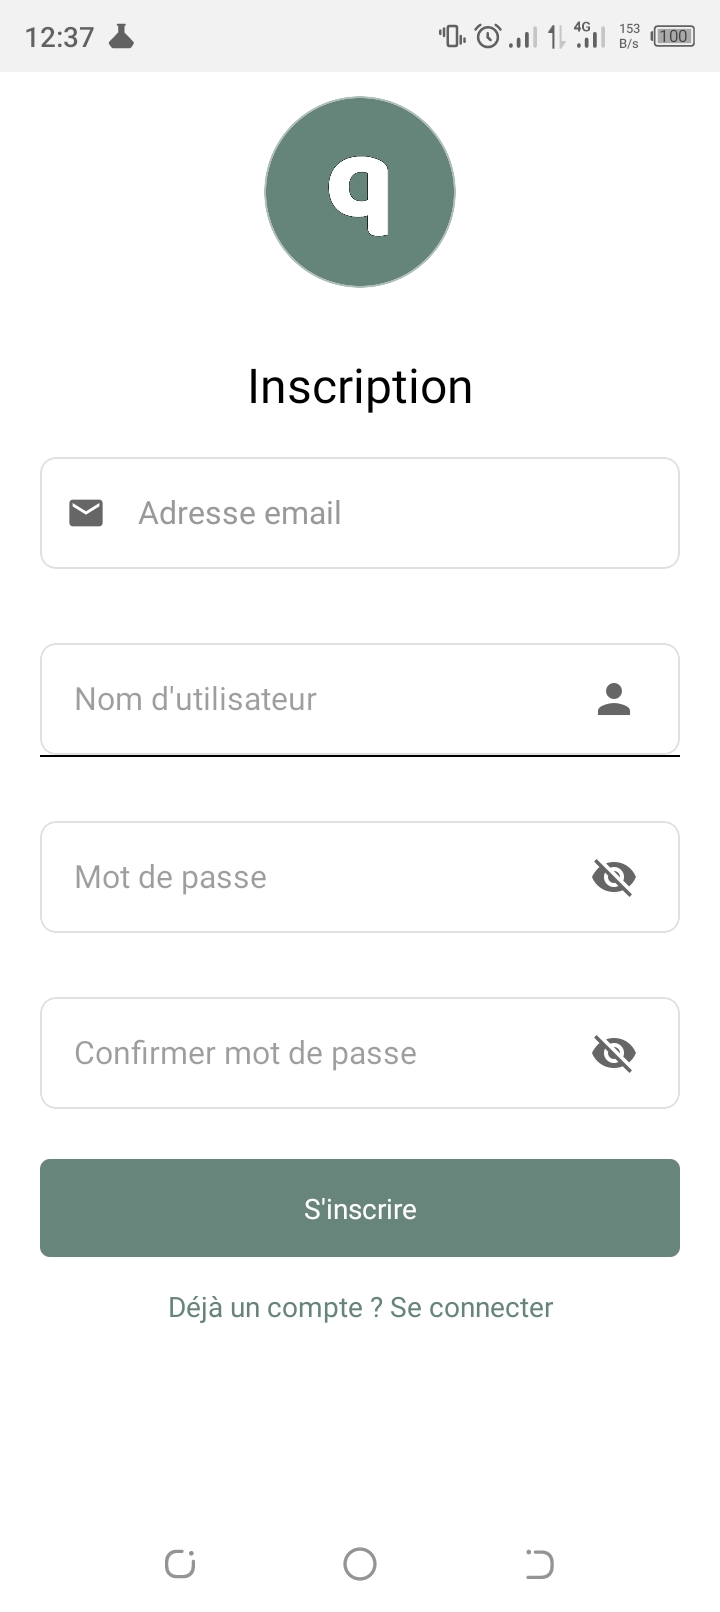 12:37
4G
153
B/s
100
q
Inscription
Adresse email
Nom d'utilisateur
Mot de passe
Confirmer mot de passe
S'inscrire
Déjà un compte ? Se connecter